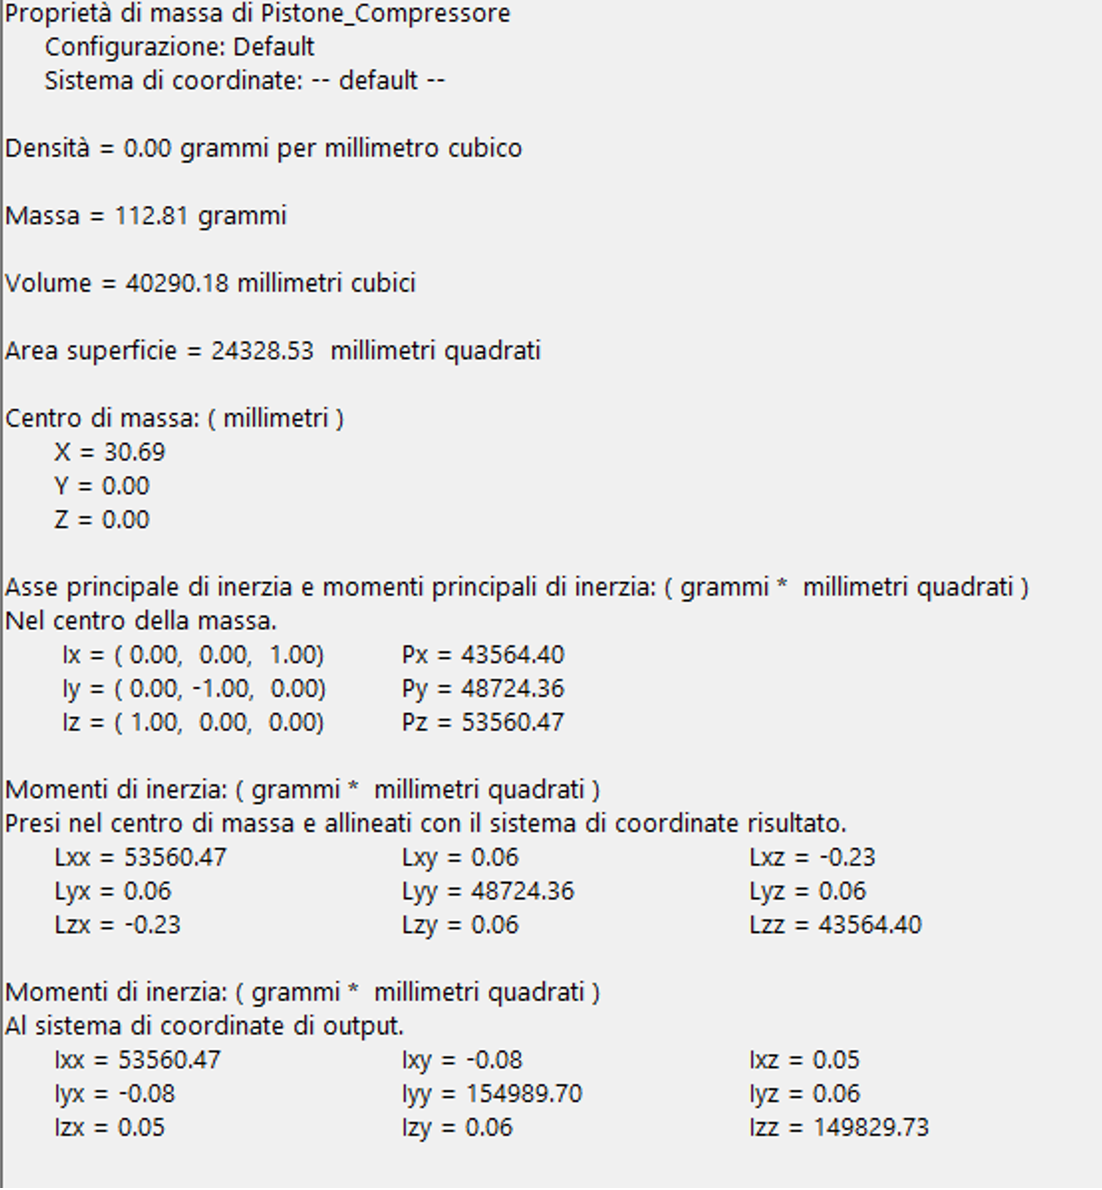 Proprietà di massa di Pistone_Compressore
Configurazione: Default
Sistema di coordinate: -- default --
Densità = 0.00 grammi per millimetro cubico
Massa = 112.81 grammi
Volume = 40290.18 millimetri cubici
Area superficie = 24328.53  millimetri quadrati
Centro di massa: ( millimetri )
X = 30.69
Y = 0.00
Z = 0.00
Asse principale di inerzia e momenti principali di inerzia: ( grammi *  millimetri quadrati )
Nel centro della massa.
Ix = ( 0.00,  0.00,  1.00) Px = 43564.40
Iy = ( 0.00, -1.00,  0.00) Py = 48724.36
Iz = ( 1.00,  0.00,  0.00) Pz = 53560.47
Momenti di inerzia: ( grammi *  millimetri quadrati )
Presi nel centro di massa e allineati con il sistema di coordinate risultato.
Lxx = 53560.47 Lxy = 0.06 Lxz = -0.23
Lyx = 0.06 Lyy = 48724.36 Lyz = 0.06
Lzx = -0.23 Lzy = 0.06 Lzz = 43564.40
Momenti di inerzia: ( grammi *  millimetri quadrati )
Al sistema di coordinate di output.
Ixx = 53560.47 Ixy = -0.08 Ixz = 0.05
Iyx = -0.08 Iyy = 154989.70 Iyz = 0.06
Izx = 0.05 Izy = 0.06 Izz = 149829.73